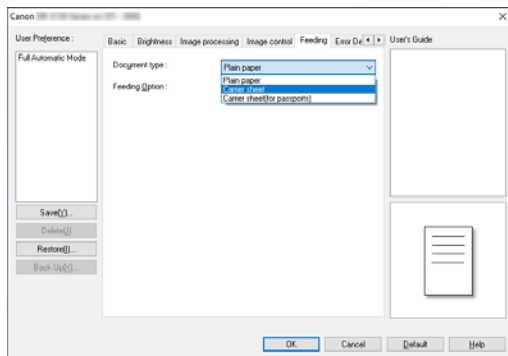 Canon
User Preference :
Full Automatic Mode
Save(V)...
Delete(J)
Restore(I)...
Back Up(K)...
Basic Brightness Image processing Image control Feeding Error De
Document type :
Plain paper
Plain paper
Carrier sheet
Carrier sheet(for passports)
Feeding Option :
User's Guide
OK Cancel Default Help